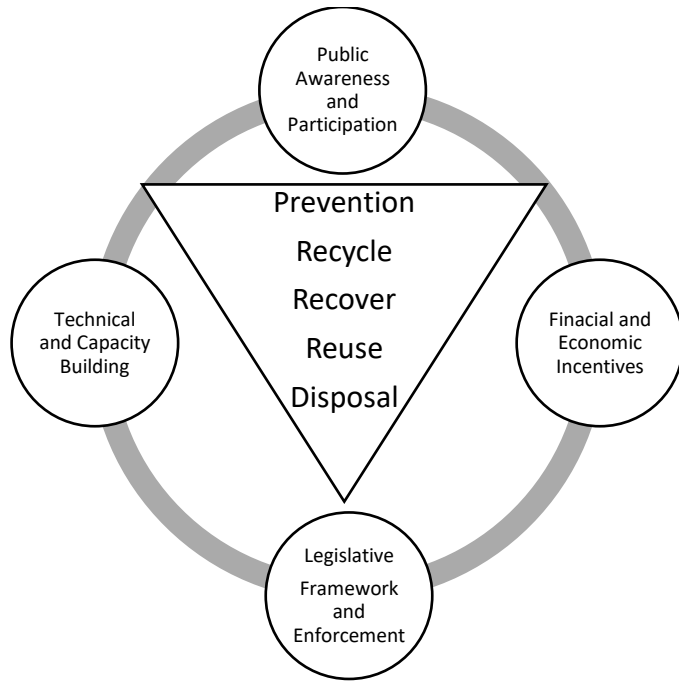 Public
Awareness
and
Participation
Prevention
Recycle
Recover
Reuse
Disposal
Technical
and Capacity
Building
Finacial and
Economic
Incentives
Legislative
Framework
and
Enforcement